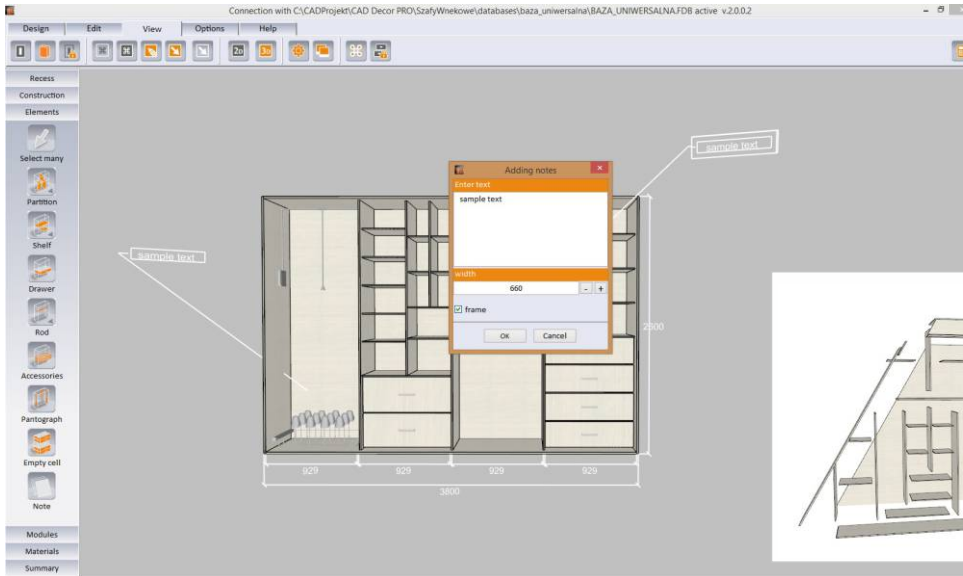 Connection with C:\CADProjekt\CAD Decor PRO\SzafyWnekowe\databases\baza_uniwersalna\BAZA_UNIWERSALNA.FDB active v.2.0.0.2
Design Edit View Options Help
2D 3D
Recess
Construction
Elements
Select many
Partition
Shelf
Drawer
Rod
Accessories
Pantograph
Empty cell
Note
Modules
Materials
Summary
sample text
sample text
Adding notes
Enter text
sample text
width
660 - +
frame
OK Cancel
929 929 929 929
3800